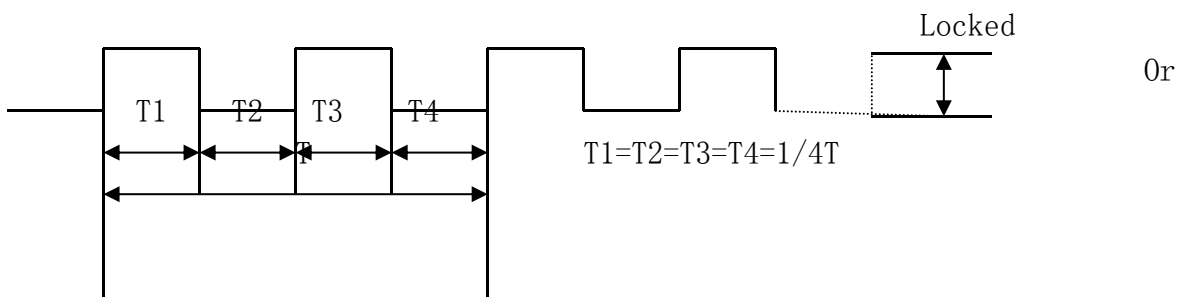 Locked
Or
T1 T2 T3 T4
T
T1=T2=T3=T4=1/4T